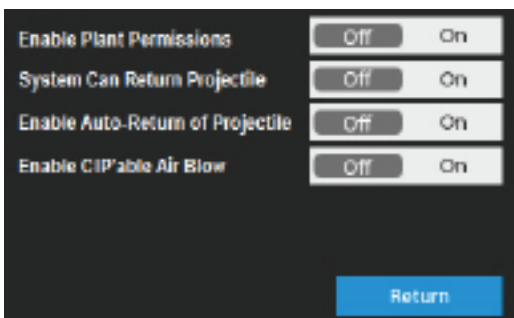 Enable Plant Permissions Off On
System Can Return Projectile Off On
Enable Auto-Return of Projectile Off On
Enable CIP'able Air Blow Off On
Return